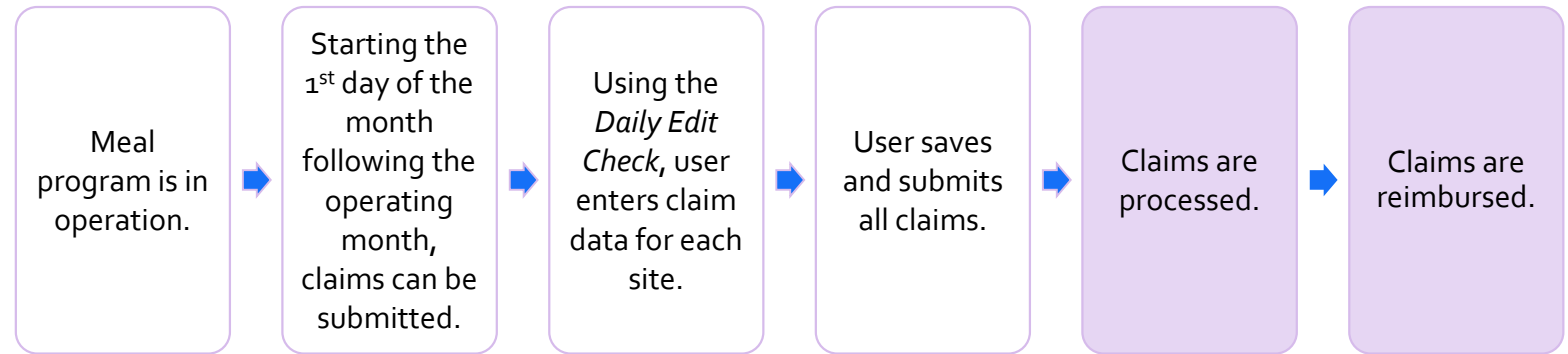 Meal
program is in
operation.
Starting the
1st day of the
month
following the
operating
month,
claims can be
submitted.
Using the
Daily Edit
Check, user
enters claim
data for each
site.
User saves
and submits
all claims.
Claims are
processed.
Claims are
reimbursed.